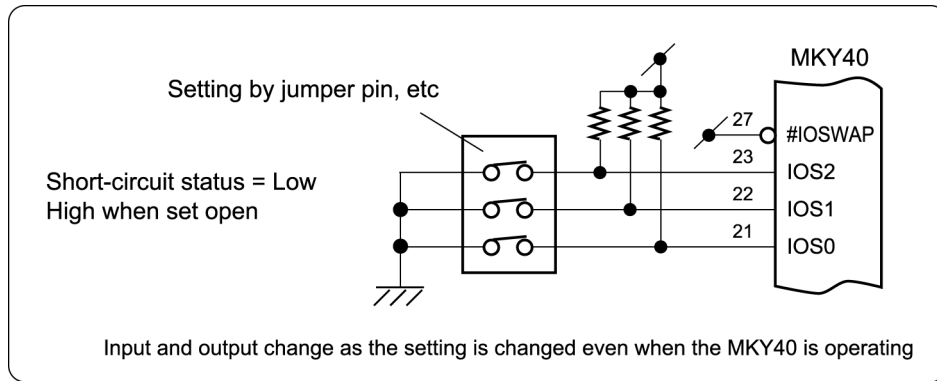 MKY40
Setting by jumper pin, etc
27
#IOSWAP
23
IOS2
Short-circuit status = Low
22
High when set open
IOS1
21
IOS0
Input and output change as the setting is changed even when the MKY40 is operating